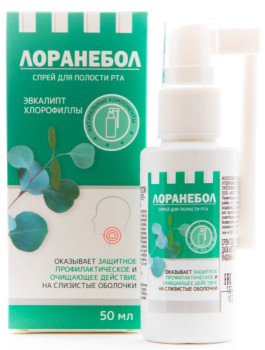 ЛОРАНЕБОЛ
СПРЕЙ ДЛЯ ПОЛОСТИ РТА
ЭВКАЛИПТ
ХЛОРОФИЛЛЫ
ОКАЗЫВАЕТ ЗАЩИТНОЕ
ПРОФИЛАКТИЧЕСКОЕ И
ОЧИЩАЮЩЕЕ ДЕЙСТВИЕ
НА СЛИЗИСТЫЕ ОБОЛОЧКИ
50 МЛ
ЛОРАНЕБОЛ
СПРЕЙ ДЛЯ ПОЛОСТИ РТА
ОКАЗЫВАЕТ ЗАЩИТНОЕ
ПРОФИЛАКТИЧЕСКОЕ И
ОЧИЩАЮЩЕЕ ДЕЙСТВИЕ
НА СЛИЗИСТЫЕ ОБОЛОЧКИ